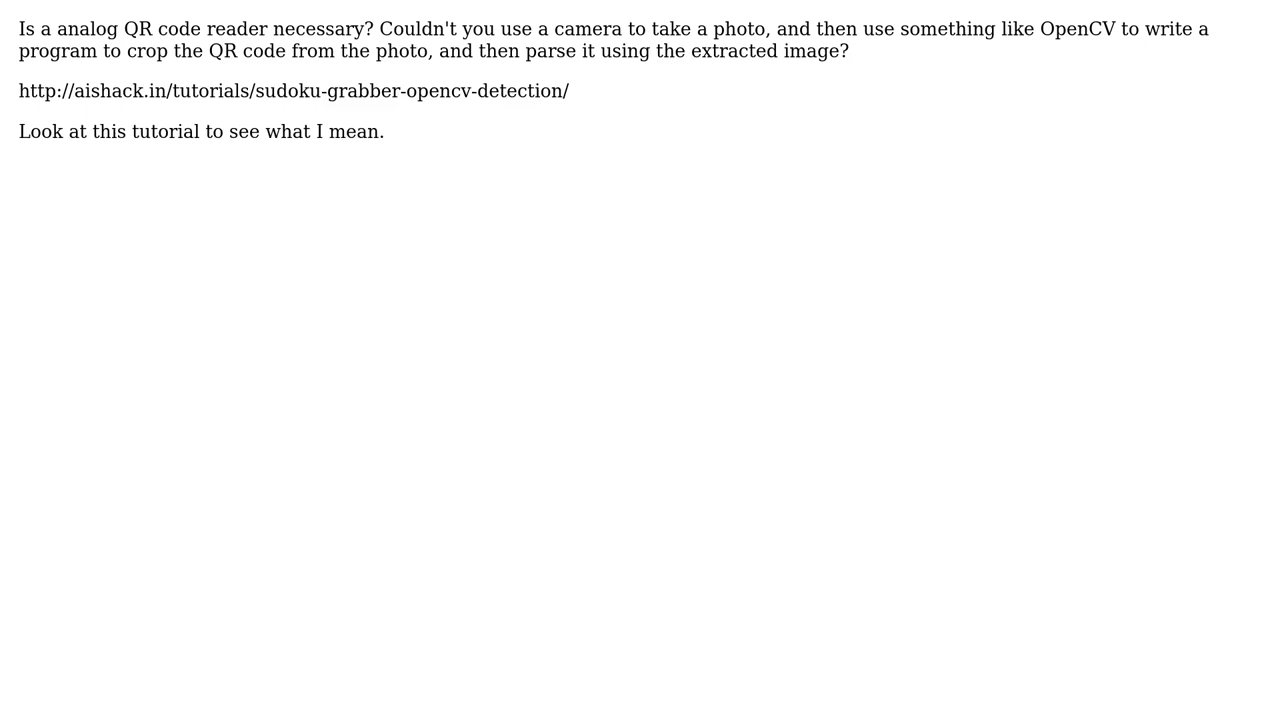 Is a analog QR code reader necessary? Couldn't you use a camera to take a photo, and then use something like OpenCV to write a
program to crop the QR code from the photo, and then parse it using the extracted image?
http://aishack.in/tutorials/sudoku-grabber-opencv-detection/
Look at this tutorial to see what I mean.